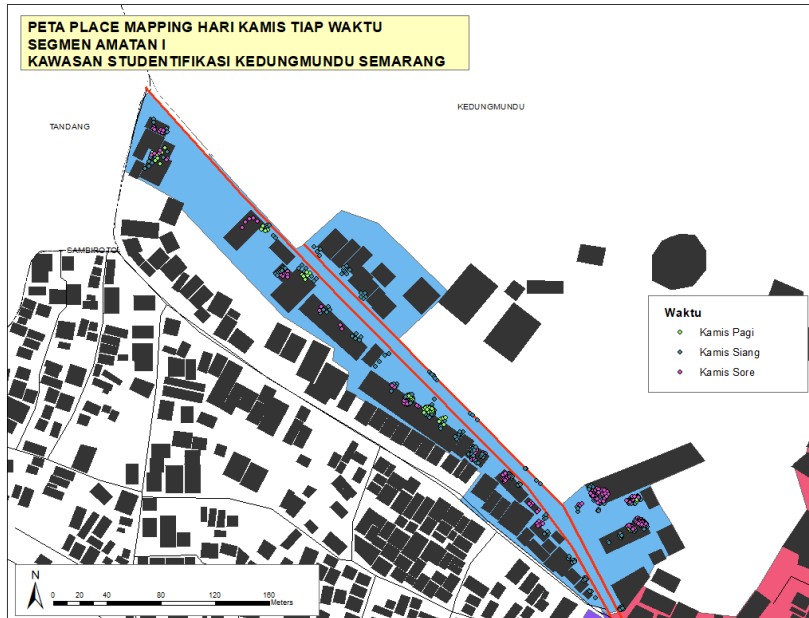 PETA PLACE MAPPING HARI KAMIS TIAP WAKTU
SEGMEN AMATAN I
KAWASAN STUDENTIFIKASI KEDUNGMUNDU SEMARANG
KEDUNGMUNDU
TANDANG
SAMBIROTO
Waktu
Kamis Pagi
Kamis Siang
Kamis Sore
N
0 20 40 80 120 160
Meters